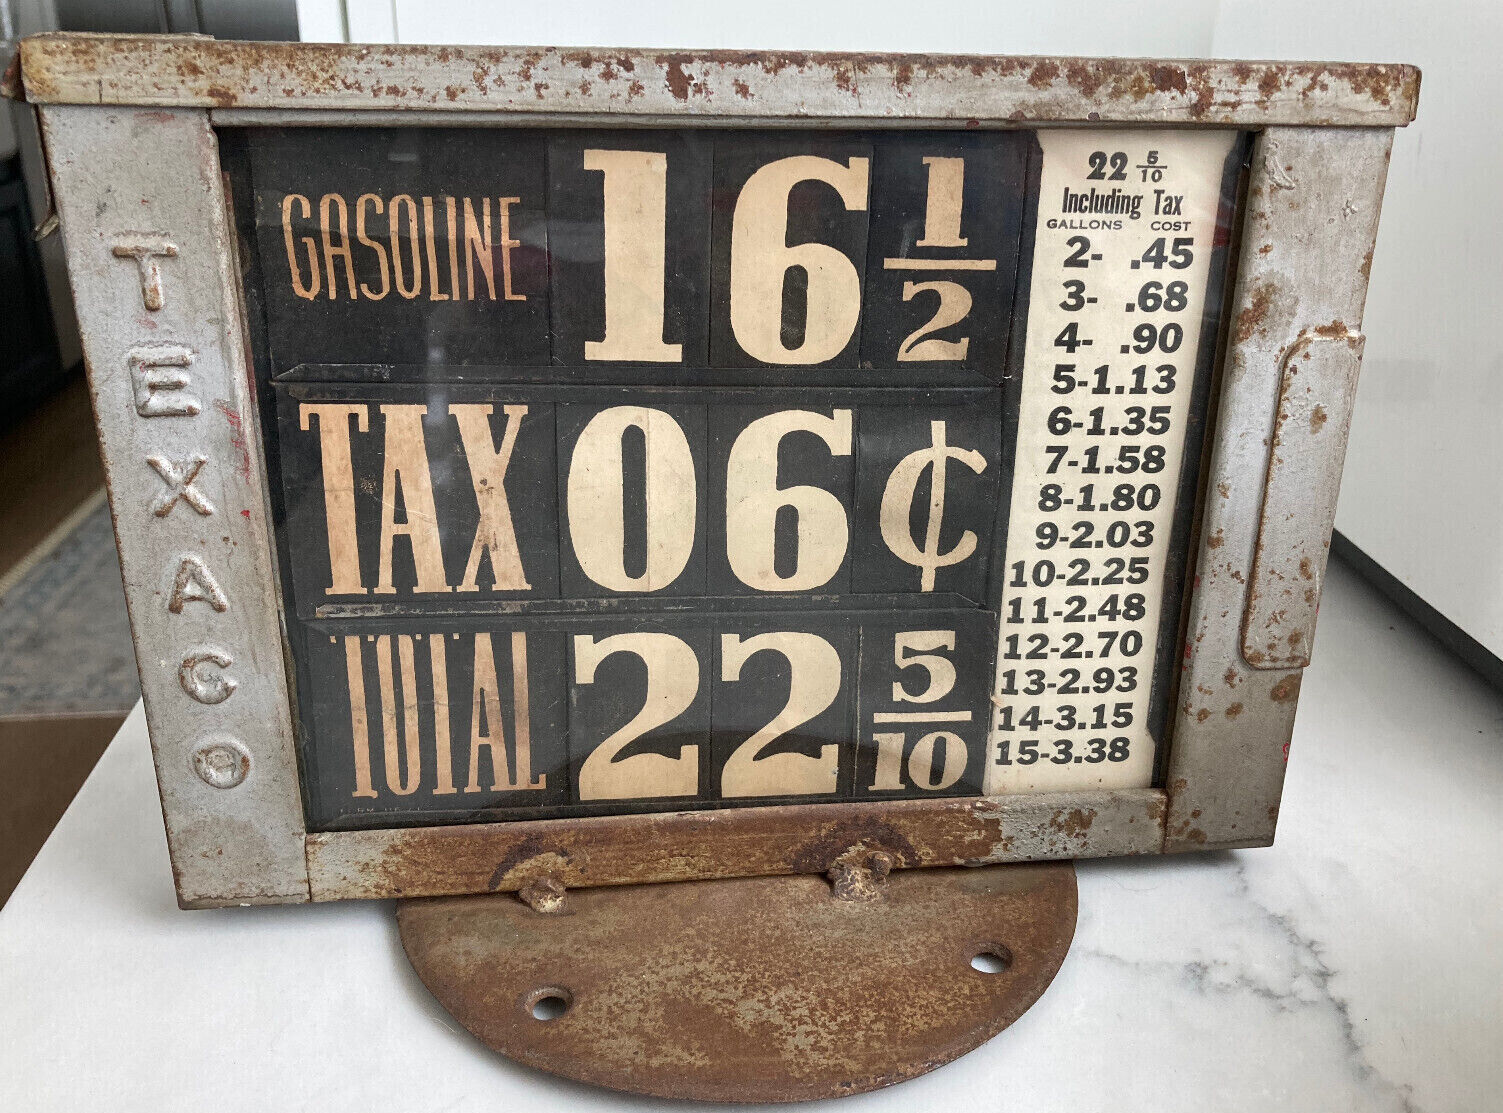 TEXACO
GASOLINE 16 1/2
TAX 06 ¢
TOTAL 22 5/10
22 5/10
Including Tax
GALLONS COST
2- .45
3- .68
4- .90
5-1.13
6-1.35
7-1.58
8-1.80
9-2.03
10-2.25
11-2.48
12-2.70
13-2.93
14-3.15
15-3.38